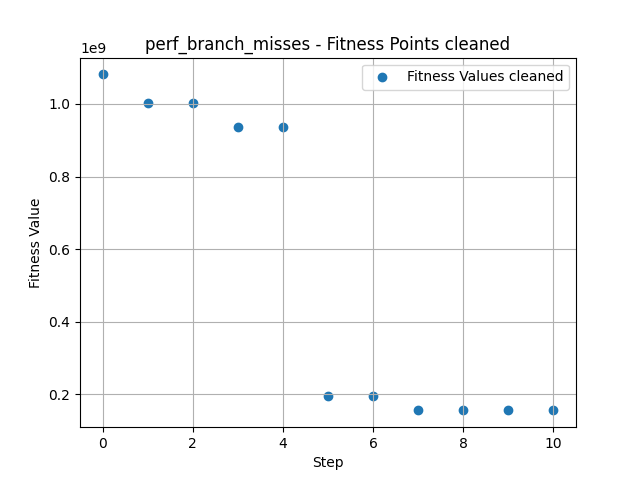 perf_branch_misses - Fitness Points cleaned
1e9
Fitness Values cleaned
1.0
0.8
0.6
0.4
0.2
Fitness Value
0 2 4 6 8 10
Step